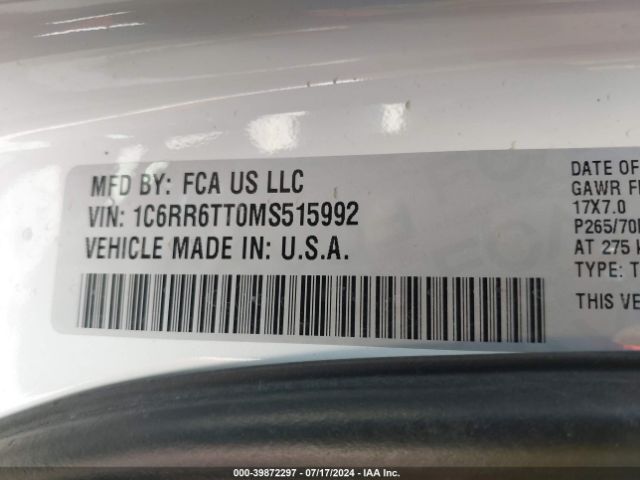 MFD BY: FCA US LLC
VIN: 1C6RR6TT0MS515992
VEHICLE MADE IN: U.S.A.
DATE OF
GAWR F
17X7.0
P265/70
AT 275
TYPE: T
THIS VE
STOCK: 39872297 - 07/17/2024 - IAA Inc.